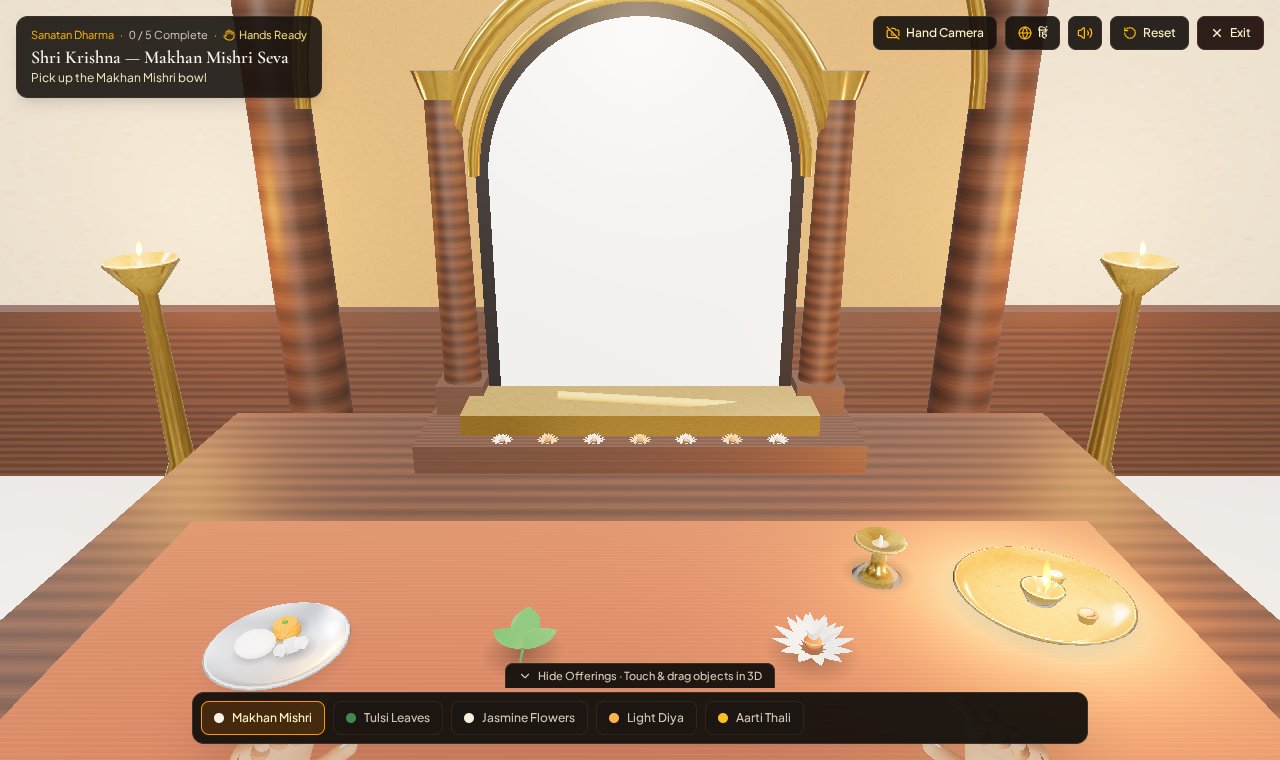 Sanatan Dharma · 0 / 5 Complete · Hands Ready
Shri Krishna — Makhan Mishri Seva
Pick up the Makhan Mishri bowl
Hand Camera
हिं
Reset
Exit
Hide Offerings · Touch & drag objects in 3D
Makhan Mishri
Tulsi Leaves
Jasmine Flowers
Light Diya
Aarti Thali